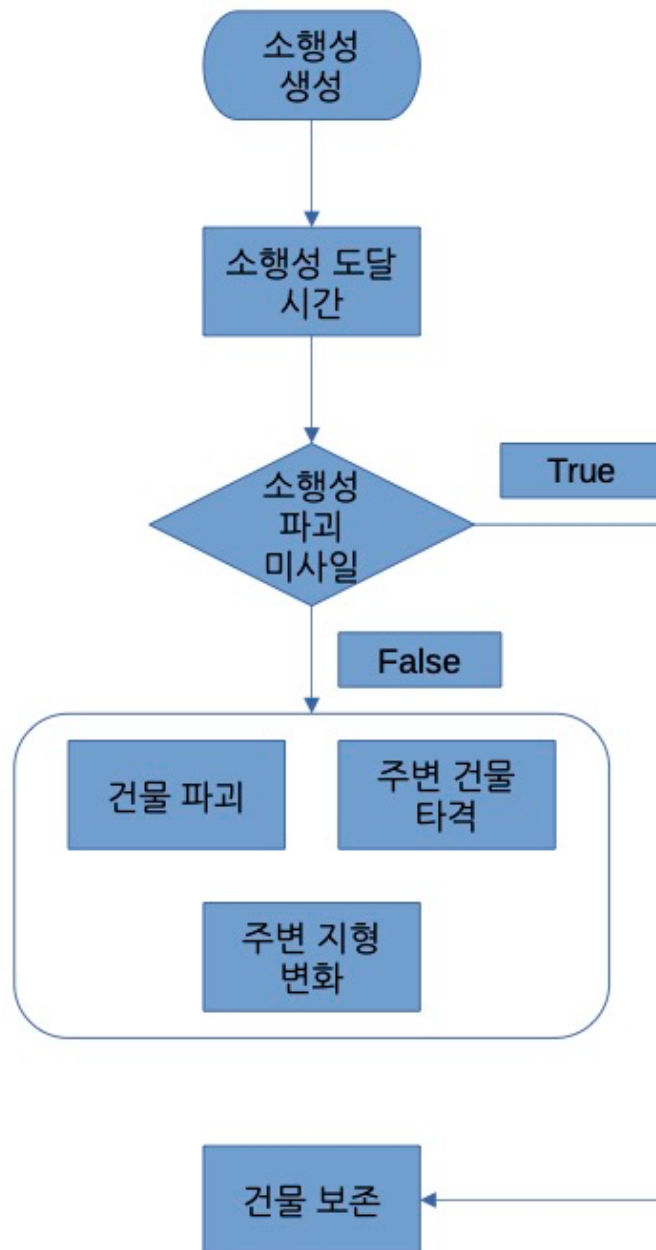 소행성
생성
소행성 도달
시간
소행성
파괴
미사일
True
False
건물 파괴
주변 건물
타격
주변 지형
변화
건물 보존